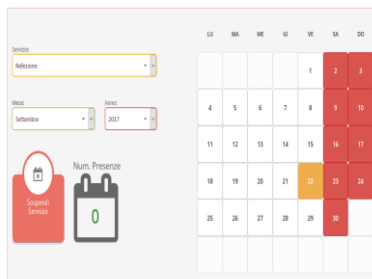 Servizio:
Refezione
Mese:
Anno:
Settembre
2017
Sospendi
Servizio
Num. Presenze
0
LU MA ME GI VE SA DO
1 2 3
4 5 6 7 8 9 10
11 12 13 14 15 16 17
18 19 20 21 22 23 24
25 26 27 28 29 30